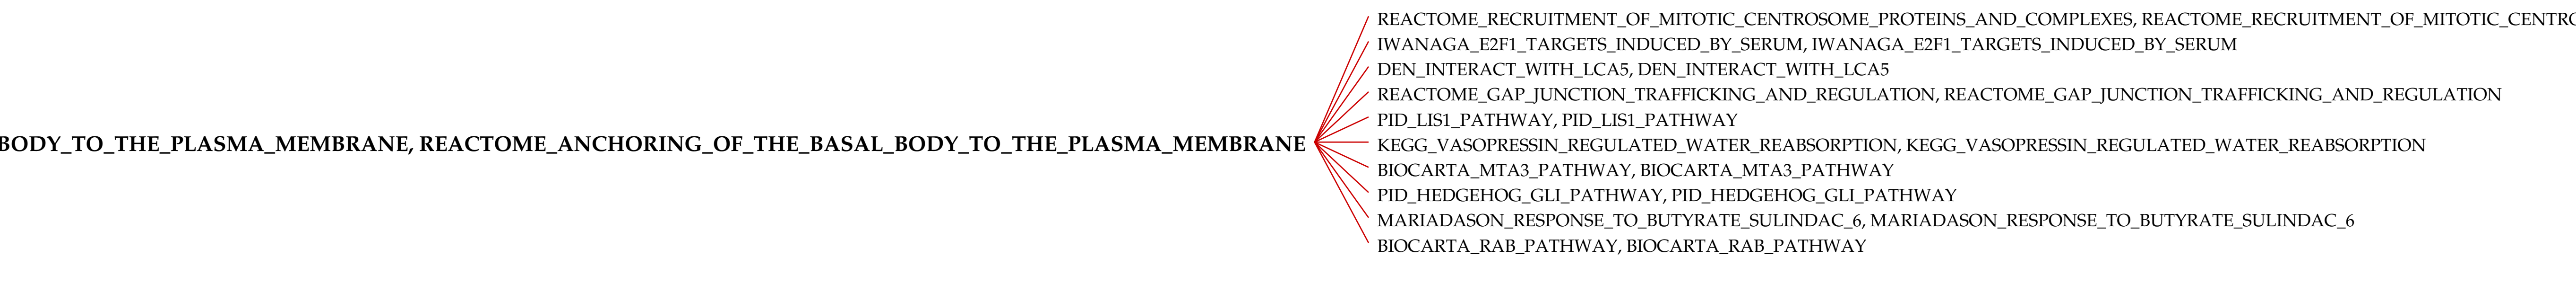 REACTOME_RECRUITMENT_OF_MITOTIC_CENTROSOME_PROTEINS_AND_COMPLEXES, REACTOME_RECRUITMENT_OF_MITOTIC_CENTRO
IWANAGA_E2F1_TARGETS_INDUCED_BY_SERUM, IWANAGA_E2F1_TARGETS_INDUCED_BY_SERUM
DEN_INTERACT_WITH_LCA5, DEN_INTERACT_WITH_LCA5
REACTOME_GAP_JUNCTION_TRAFFICKING_AND_REGULATION, REACTOME_GAP_JUNCTION_TRAFFICKING_AND_REGULATION
PID_LIS1_PATHWAY, PID_LIS1_PATHWAY
BODY_TO_THE_PLASMA_MEMBRANE, REACTOME_ANCHORING_OF_THE_BASAL_BODY_TO_THE_PLASMA_MEMBRANE
KEGG_VASOPRESSIN_REGULATED_WATER_REABSORPTION, KEGG_VASOPRESSIN_REGULATED_WATER_REABSORPTION
BIOCARTA_MTA3_PATHWAY, BIOCARTA_MTA3_PATHWAY
PID_HEDGEHOG_GLI_PATHWAY, PID_HEDGEHOG_GLI_PATHWAY
MARIADASON_RESPONSE_TO_BUTYRATE_SULINDAC_6, MARIADASON_RESPONSE_TO_BUTYRATE_SULINDAC_6
BIOCARTA_RAB_PATHWAY, BIOCARTA_RAB_PATHWAY